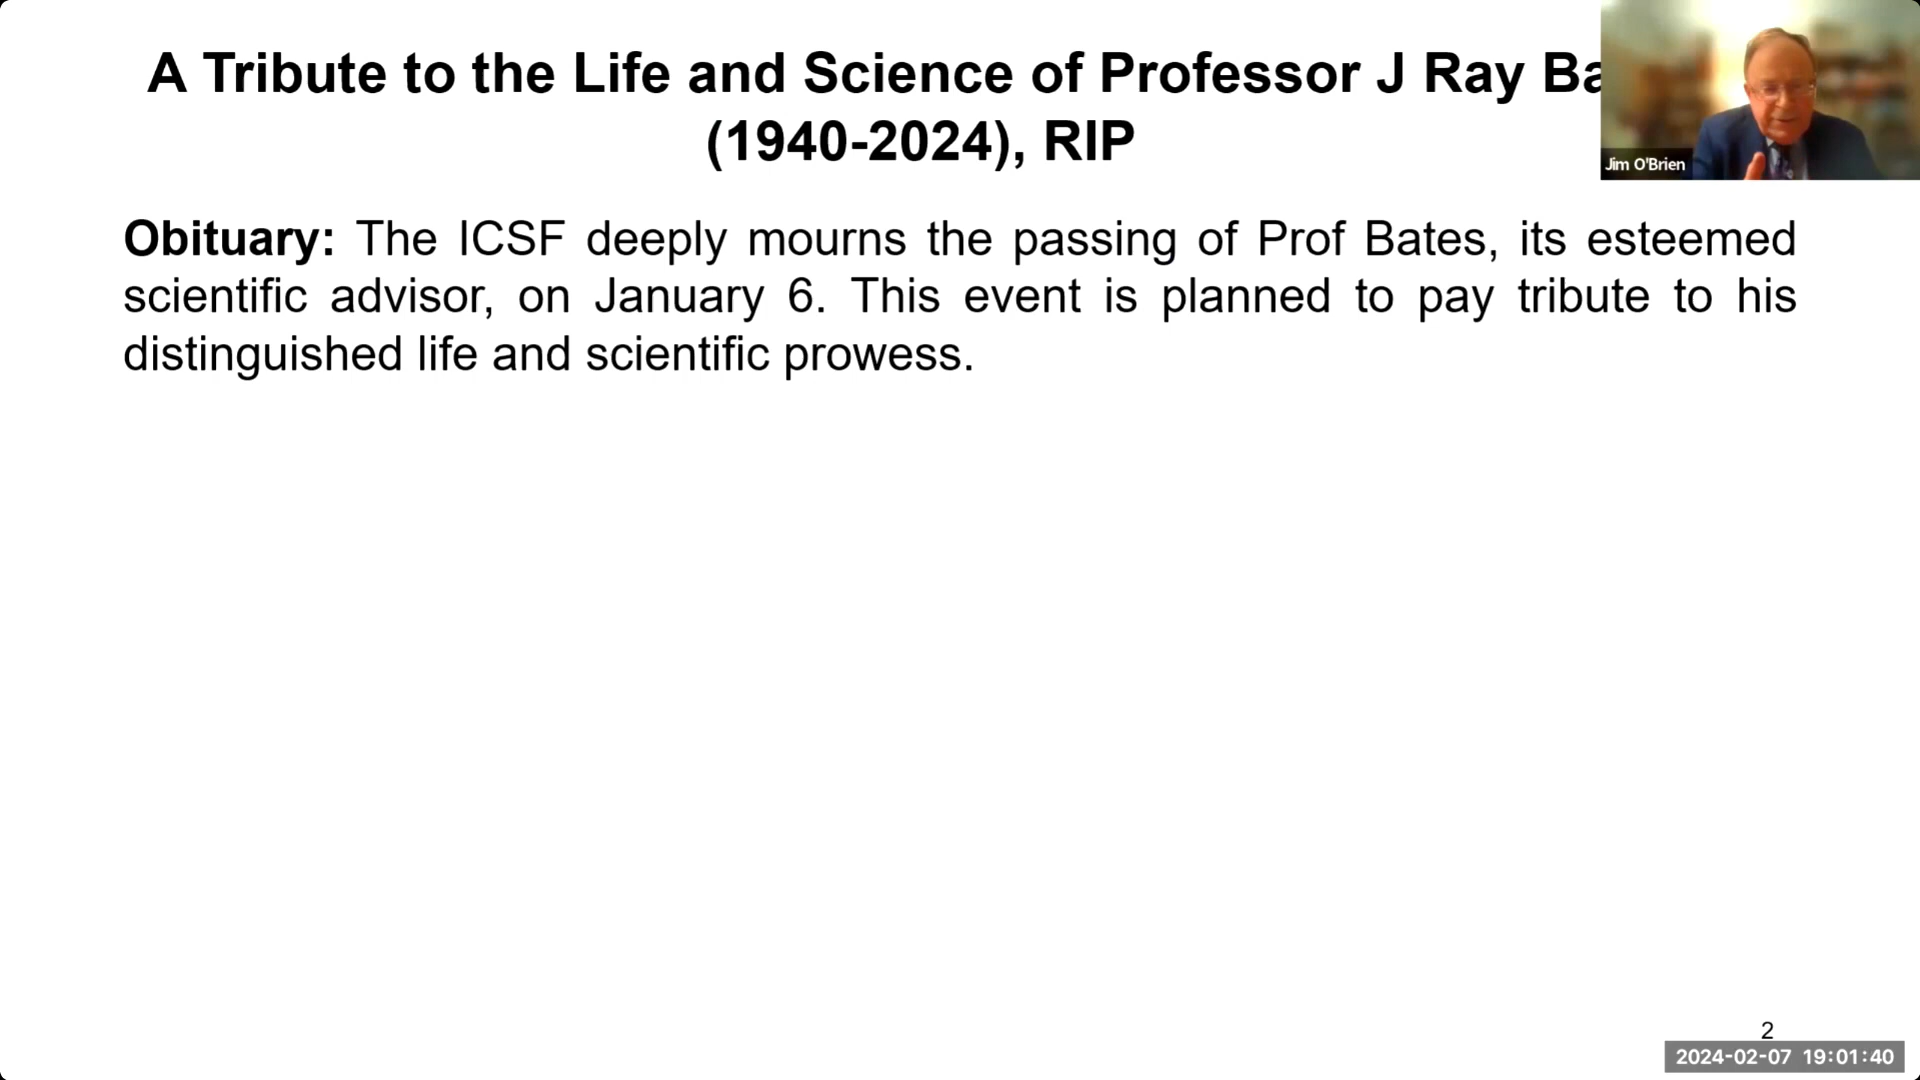 A Tribute to the Life and Science of Professor J Ray Ba
(1940-2024), RIP
Jim O'Brien
Obituary: The ICSF deeply mourns the passing of Prof Bates, its esteemed
scientific advisor, on January 6. This event is planned to pay tribute to his
distinguished life and scientific prowess.
2
2024-02-07 19:01:40